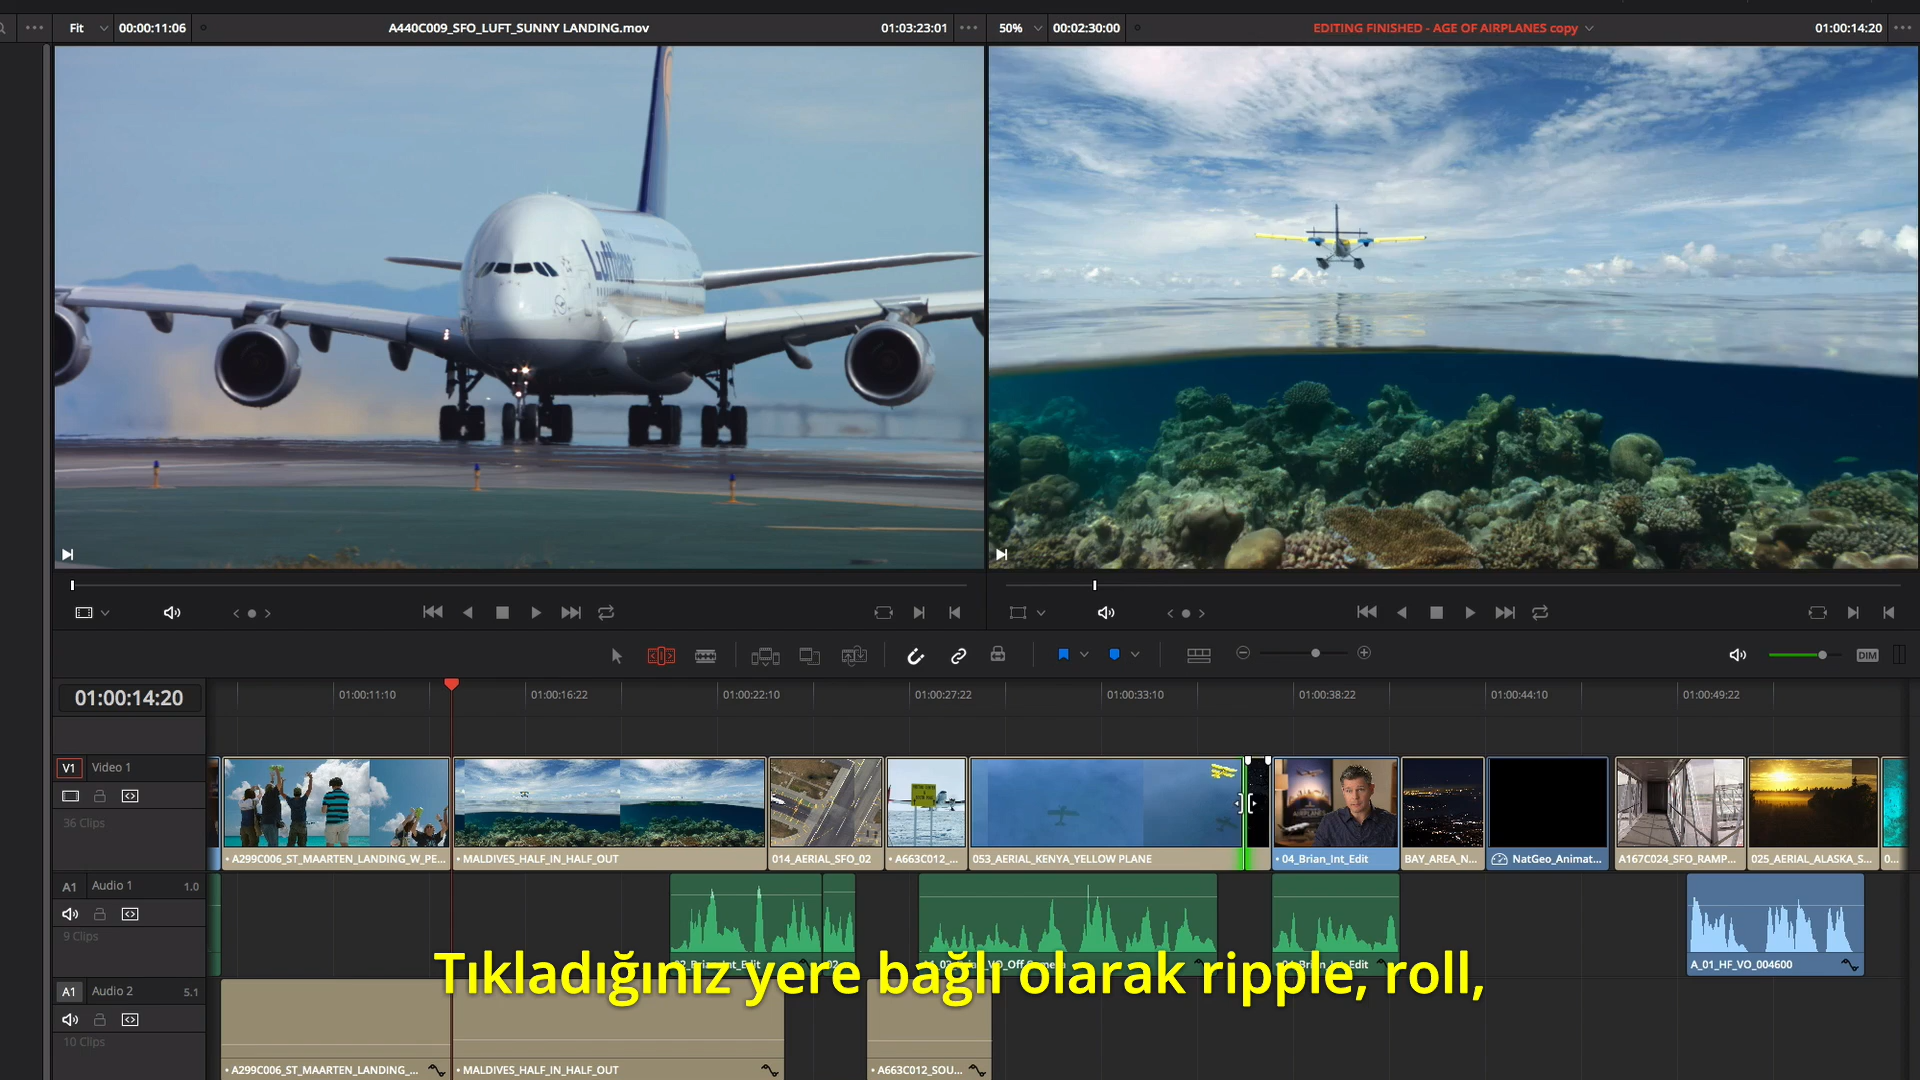 Fit 00:00:11:06 A440C009_SFO_LUFT_SUNNY LANDING.mov 01:03:23:01
50% 00:02:30:00 EDITING FINISHED - AGE OF AIRPLANES copy 01:00:14:20
Lufthansa
DIM
01:00:14:20
01:00:11:10 01:00:16:22 01:00:22:10 01:00:27:22 01:00:33:10 01:00:38:22 01:00:44:10 01:00:49:22
V1 Video 1
36 Clips
A299C006_ST_MAARTEN_LANDING_W_PE... MALDIVES_HALF_IN_HALF_OUT 014_AERIAL_SFO_02 A663C012_... 053_AERIAL_KENYA_YELLOW PLANE 04_Brian_Int_Edit BAY_AREA_N... NatGeo_Animat... A167C024_SFO_RAMP... 025_AERIAL_ALASKA_S... 0...
A1 Audio 1 1.0
9 Clips
A_01_HF_VO_004600
Tıkladığınız yere bağlı olarak ripple, roll,
A1 Audio 2 5.1
10 Clips
A299C006_ST_MAARTEN_LANDING_... MALDIVES_HALF_IN_HALF_OUT A663C012_SOU...